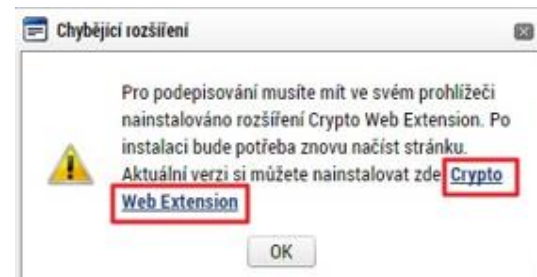 Chybějící rozšíření
Pro podepisování musíte mít ve svém prohlížeči
nainstalováno rozšíření Crypto Web Extension. Po
instalaci bude potřeba znovu načíst stránku.
Aktuální verzi si můžete nainstalovat zde Crypto
Web Extension
OK